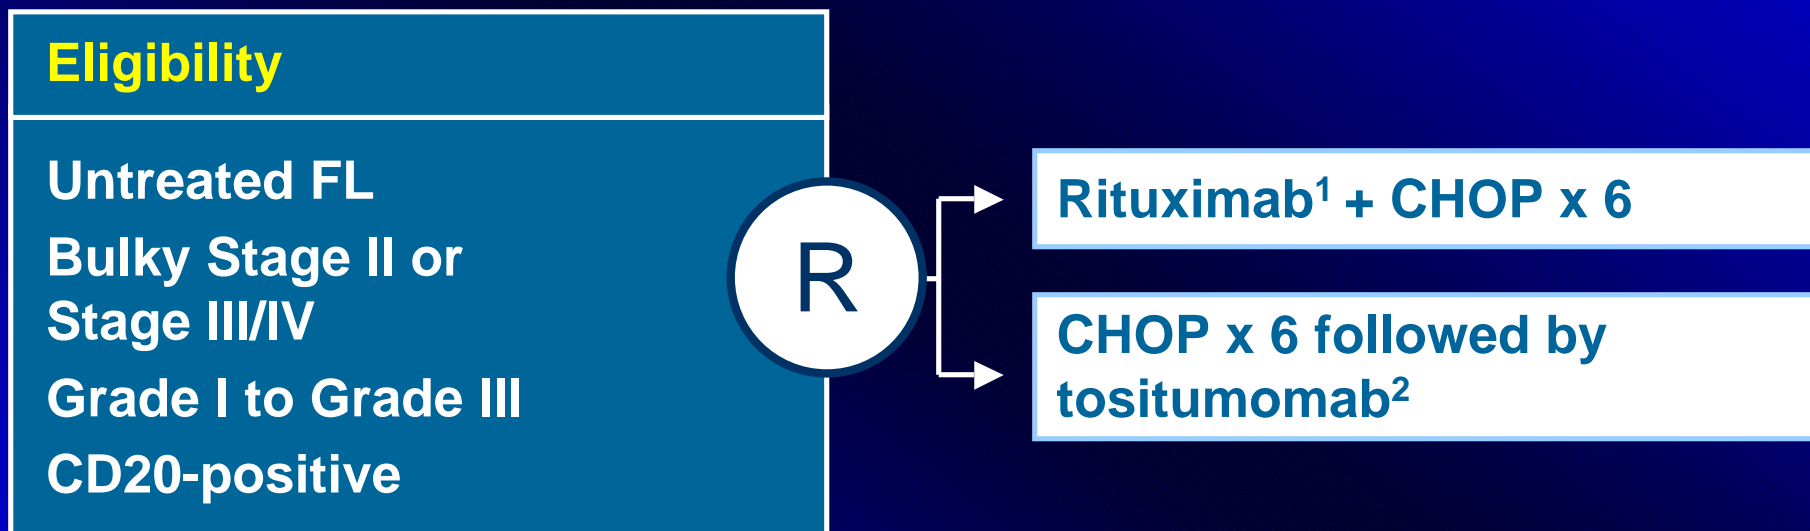 Eligibility
Untreated FL
Bulky Stage II or
Stage III/IV
Grade I to Grade III
CD20-positive
R
Rituximab¹ + CHOP x 6
CHOP x 6 followed by
tositumomab²